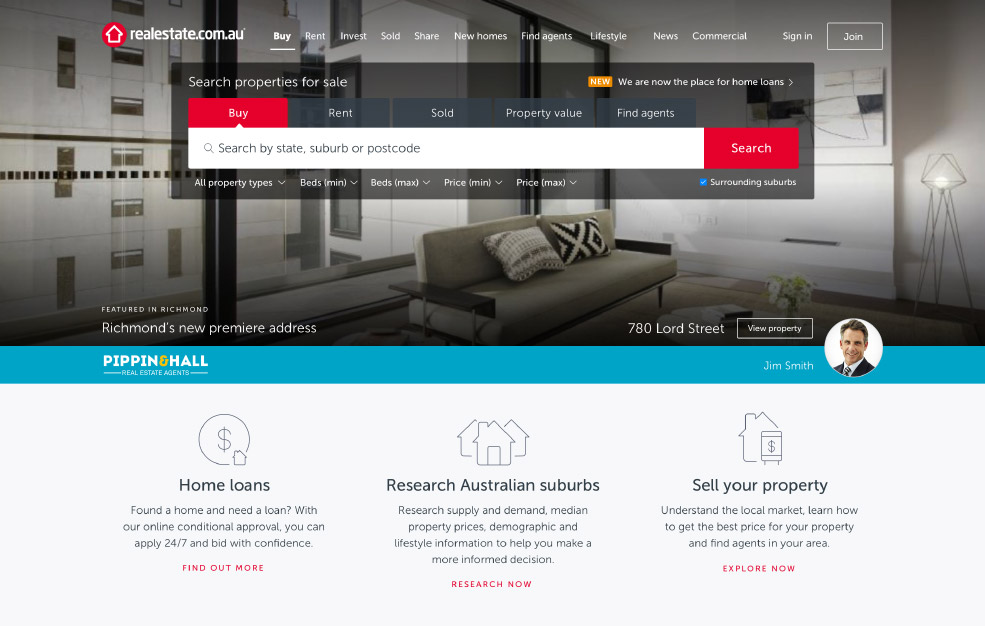 realestate.com.au
Buy Rent Invest Sold Share New homes Find agents Lifestyle News Commercial Sign in Join
Search properties for sale
NEW We are now the place for home loans
Buy Rent Sold Property value Find agents
Search by state, suburb or postcode
Search
All property types Beds (min) Beds (max) Price (min) Price (max) Surrounding suburbs
FEATURED IN RICHMOND
Richmond's new premiere address
780 Lord Street View property
PIPPIN&HALL
REAL ESTATE AGENTS
Jim Smith
Home loans
Found a home and need a loan? With
our online conditional approval, you can
apply 24/7 and bid with confidence.
FIND OUT MORE
Research Australian suburbs
Research supply and demand, median
property prices, demographic and
lifestyle information to help you make a
more informed decision.
RESEARCH NOW
Sell your property
Understand the local market, learn how
to get the best price for your property
and find agents in your area.
EXPLORE NOW